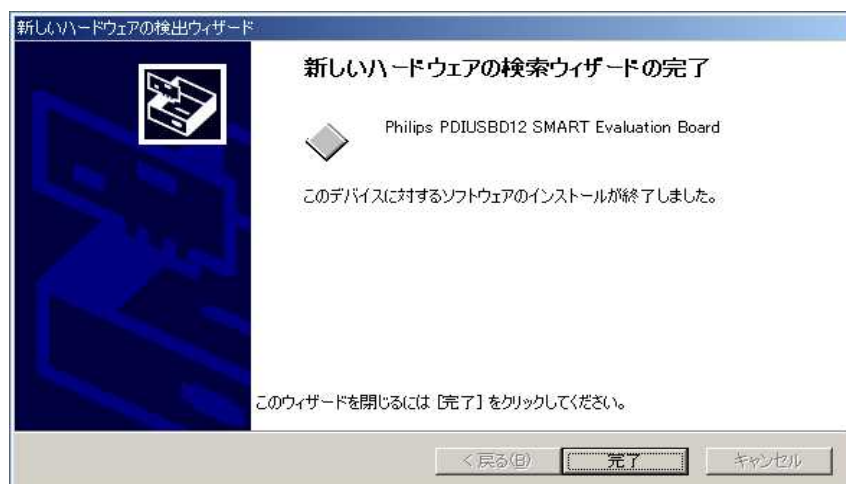 新しいハードウェアの検出ウィザード
新しいハードウェアの検索ウィザードの完了
Philips PDIUSBD12 SMART Evaluation Board
このデバイスに対するソフトウェアのインストールが終了しました。
このウィザードを閉じるには [完了] をクリックしてください。
< 戻る(B)
完了
キャンセル